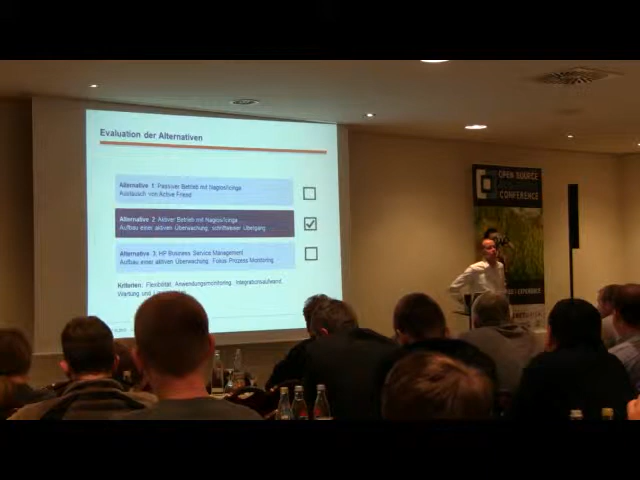 Evaluation der Alternativen
Alternative 1: Passiver Betrieb mit Nagios/Icinga
Austausch von Active Friend
Alternative 2: Aktiver Betrieb mit Nagios/Icinga
Aufbau einer aktiven Überwachung, schrittweiser Übergang
Alternative 3: HP Business Service Management
Aufbau einer aktiven Überwachung, Fokus Prozess Monitoring
Kriterien: Flexibilität, Anwendungsmonitoring, Integrationsaufwand,
Wartung und
OPEN SOURCE
CONFERENCE